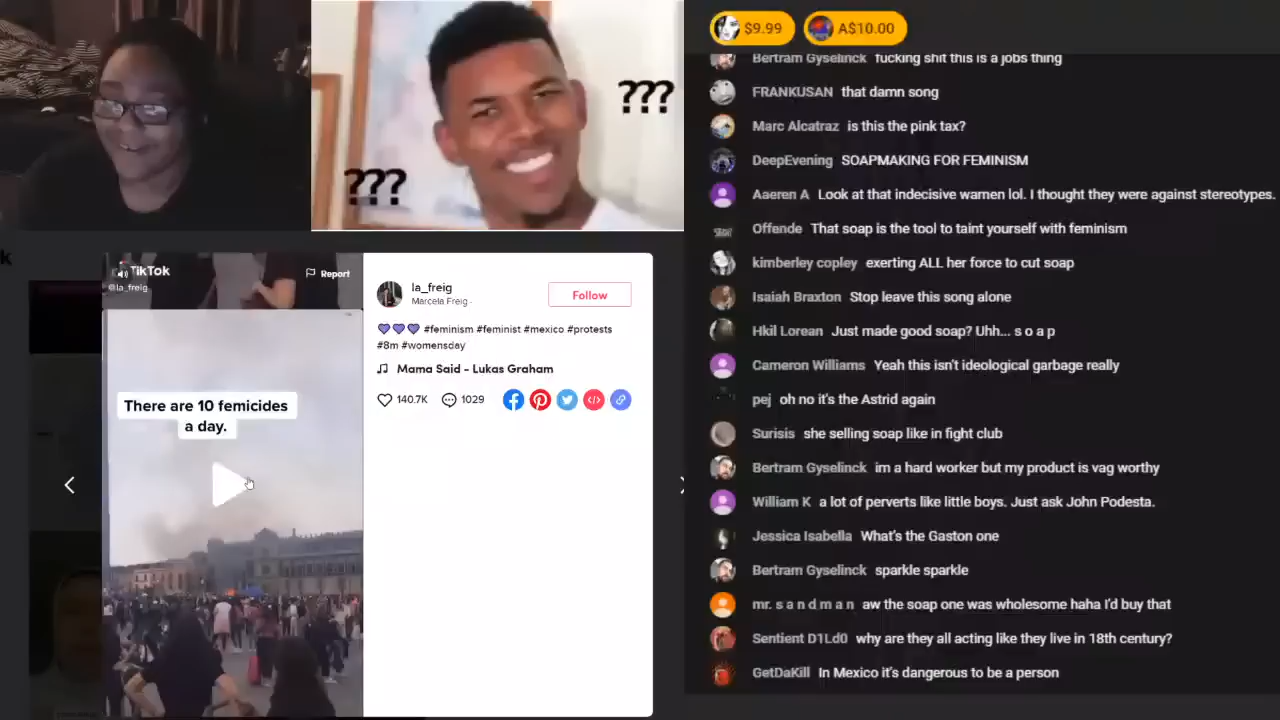 ???
???
k
TikTok
@la_freig
Report
There are 10 femicides
a day.
la_freig
Marcela Freig ·
Follow
💜💜💜 #feminism #feminist #mexico #protests
#8m #womensday
Mama Said - Lukas Graham
140.7K
1029
$9.99
A$10.00
Bertram Gyselinck fucking shit this is a jobs thing
FRANKUSAN that damn song
Marc Alcatraz is this the pink tax?
DeepEvening SOAPMAKING FOR FEMINISM
Aaeren A Look at that indecisive wamen lol. I thought they were against stereotypes.
Offende That soap is the tool to taint yourself with feminism
kimberley copley exerting ALL her force to cut soap
Isaiah Braxton Stop leave this song alone
Hkil Lorean Just made good soap? Uhh... s o a p
Cameron Williams Yeah this isn't ideological garbage really
pej oh no it's the Astrid again
Surisis she selling soap like in fight club
Bertram Gyselinck im a hard worker but my product is vag worthy
William K a lot of perverts like little boys. Just ask John Podesta.
Jessica Isabella What's the Gaston one
Bertram Gyselinck sparkle sparkle
mr. s a n d m a n aw the soap one was wholesome haha I'd buy that
Sentient D1Ld0 why are they all acting like they live in 18th century?
GetDaKill In Mexico it's dangerous to be a person